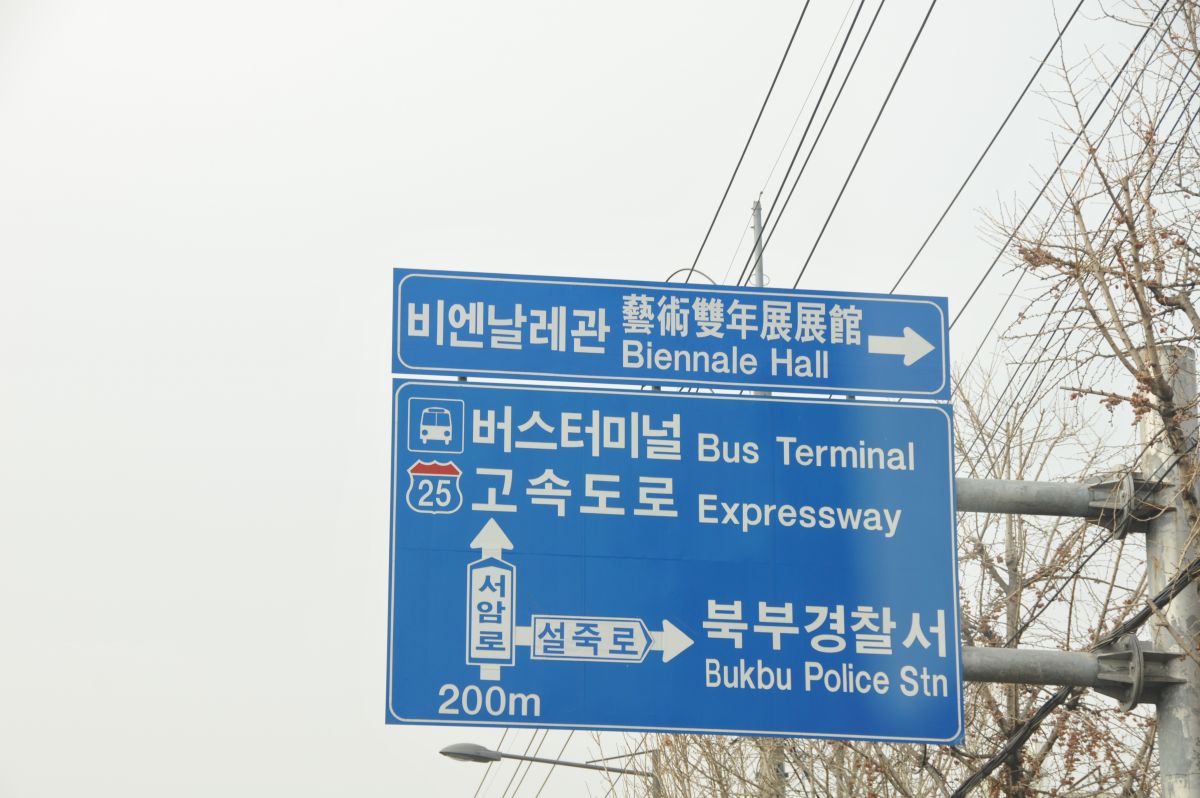 비엔날레관 藝術雙年展展館
Biennale Hall
버스터미널 Bus Terminal
25 고속도로 Expressway
서암로
설죽로
북부경찰서
Bukbu Police Stn
200m